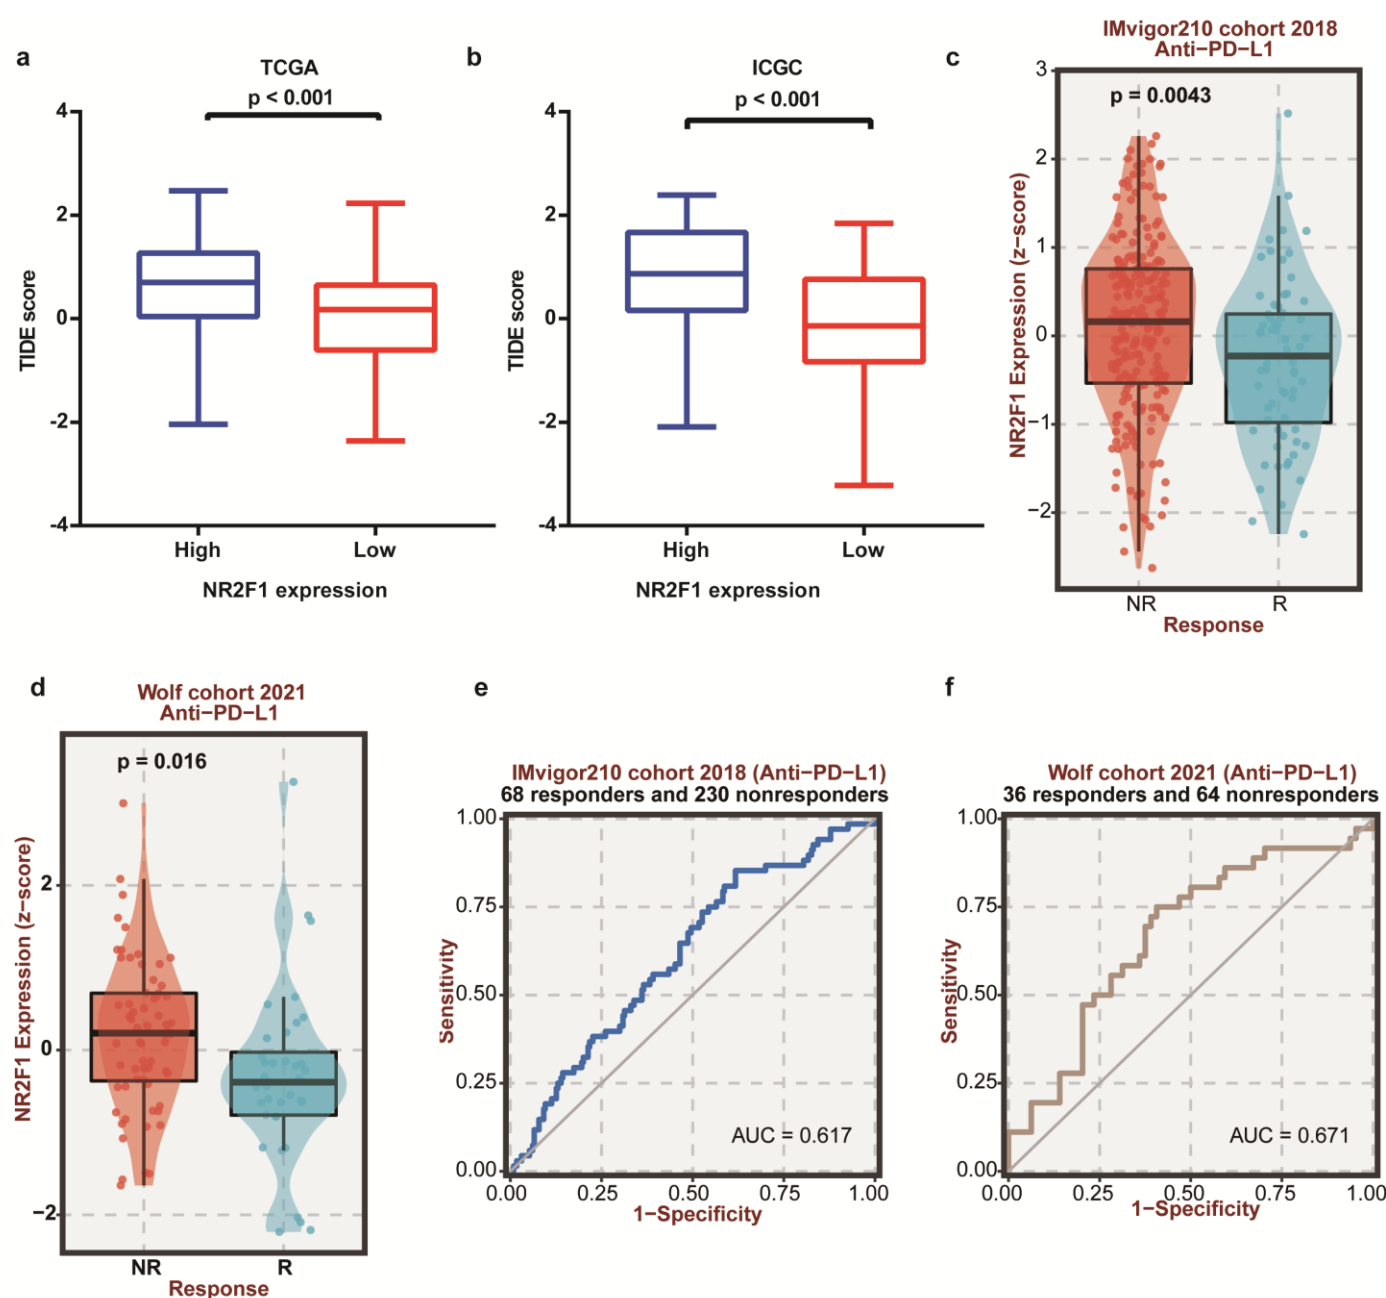 a
TCGA
p < 0.001
4
2
0
-2
-4
TIDE score
High
Low
NR2F1 expression
b
ICGC
p < 0.001
4
2
0
-2
-4
TIDE score
High
Low
NR2F1 expression
c
IMvigor210 cohort 2018
Anti−PD−L1
p = 0.0043
3
2
1
0
−1
−2
NR2F1 Expression (z−score)
NR
R
Response
d
Wolf cohort 2021
Anti−PD−L1
p = 0.016
2
0
−2
NR2F1 Expression (z−score)
NR
R
Response
e
IMvigor210 cohort 2018 (Anti−PD−L1)
68 responders and 230 nonresponders
1.00
0.75
0.50
0.25
0.00
Sensitivity
AUC = 0.617
0.00
0.25
0.50
0.75
1.00
1−Specificity
f
Wolf cohort 2021 (Anti−PD−L1)
36 responders and 64 nonresponders
1.00
0.75
0.50
0.25
0.00
Sensitivity
AUC = 0.671
0.00
0.25
0.50
0.75
1.00
1−Specificity